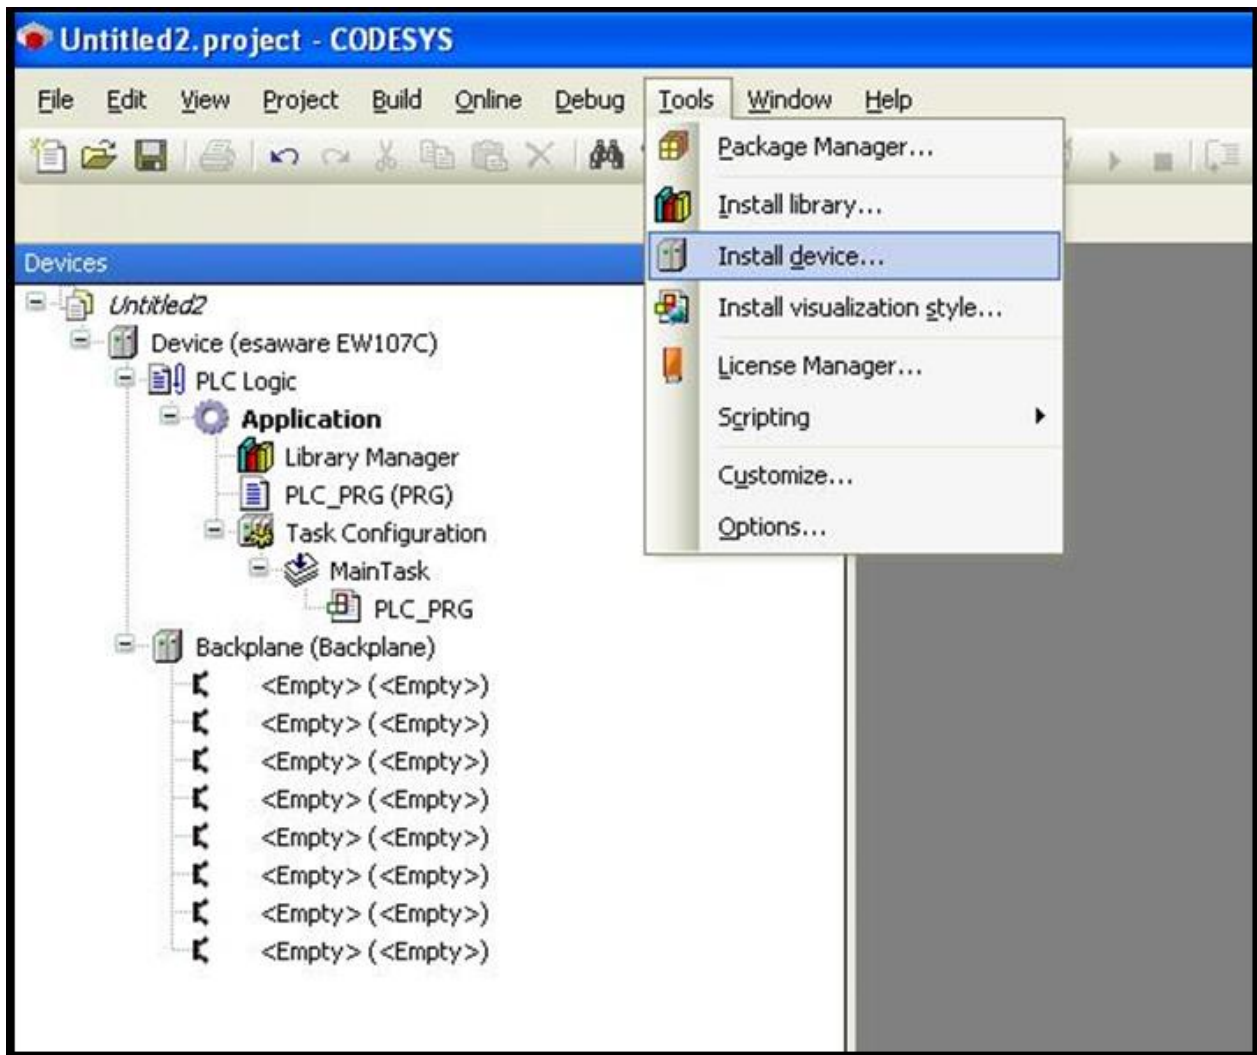 Untitled2.project - CODESYS
File Edit View Project Build Online Debug Tools Window Help
Package Manager...
Install library...
Install device...
Install visualization style...
License Manager...
Scripting
Customize...
Options...
Devices
Untitled2
Device (esaware EW107C)
PLC Logic
Application
Library Manager
PLC_PRG (PRG)
Task Configuration
MainTask
PLC_PRG
Backplane (Backplane)
<Empty> (<Empty>)
<Empty> (<Empty>)
<Empty> (<Empty>)
<Empty> (<Empty>)
<Empty> (<Empty>)
<Empty> (<Empty>)
<Empty> (<Empty>)
<Empty> (<Empty>)